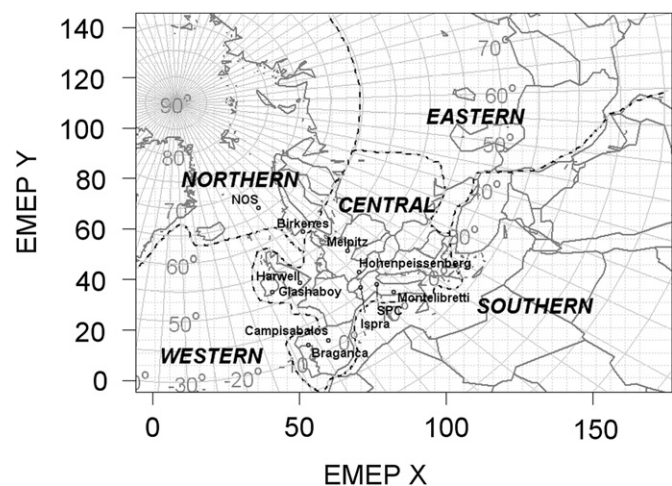 140
120
100
80
60
40
20
0
EMEP Y
70°
60°
50°
40°
90°
80
70°
60°
50°
-30°
-20°
-10
0
EASTERN
NORTHERN
NOS
CENTRAL
Birkenes
Melpitz
Hohenpeissenberg
Harwell
Glashaboy
Montelibretti
SPC
SOUTHERN
Ispra
Campisabalos
Braganca
WESTERN
0
50
100
150
EMEP X